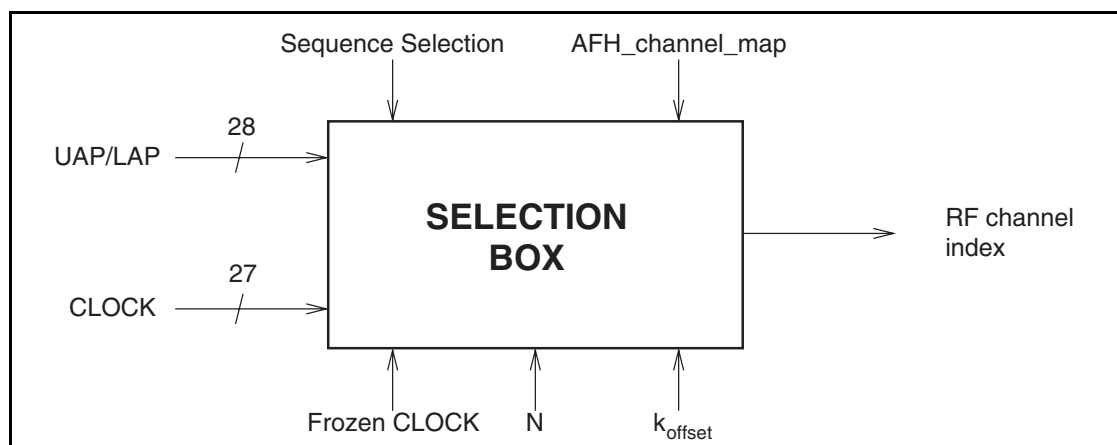 Sequence Selection
AFH_channel_map
28
UAP/LAP
SELECTION
BOX
RF channel
index
27
CLOCK
Frozen CLOCK
N
koffset